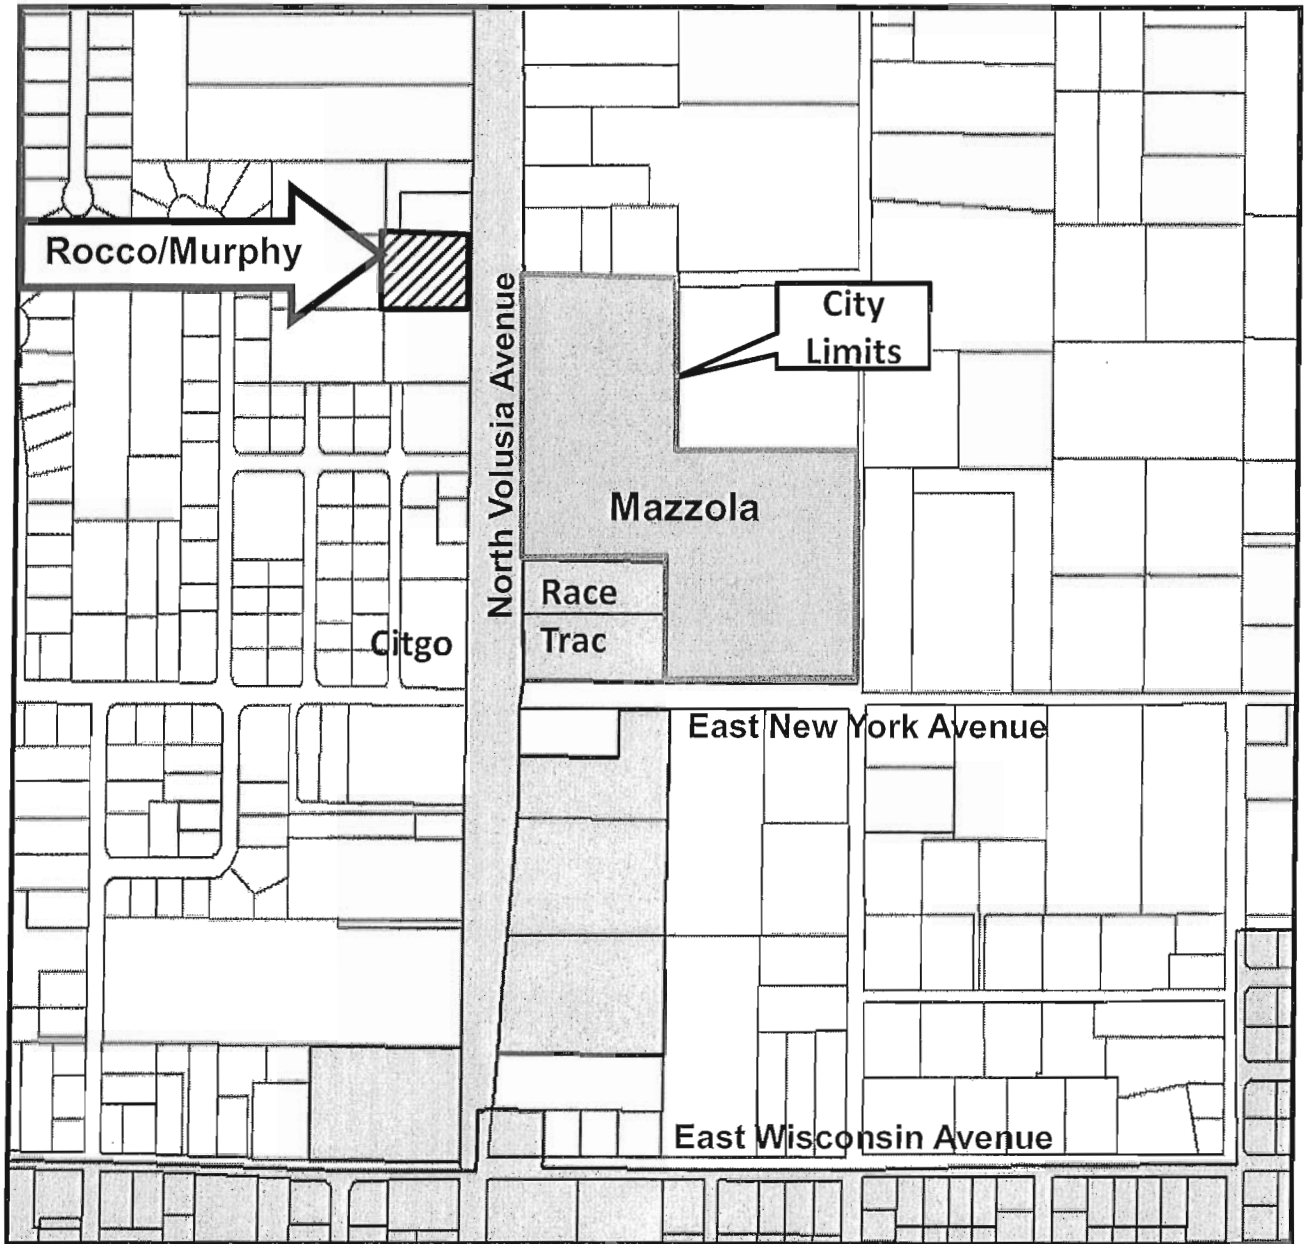 Rocco/Murphy
City
Limits
North Volusia Avenue
Mazzola
Race
Trac
Citgo
East New York Avenue
East Wisconsin Avenue